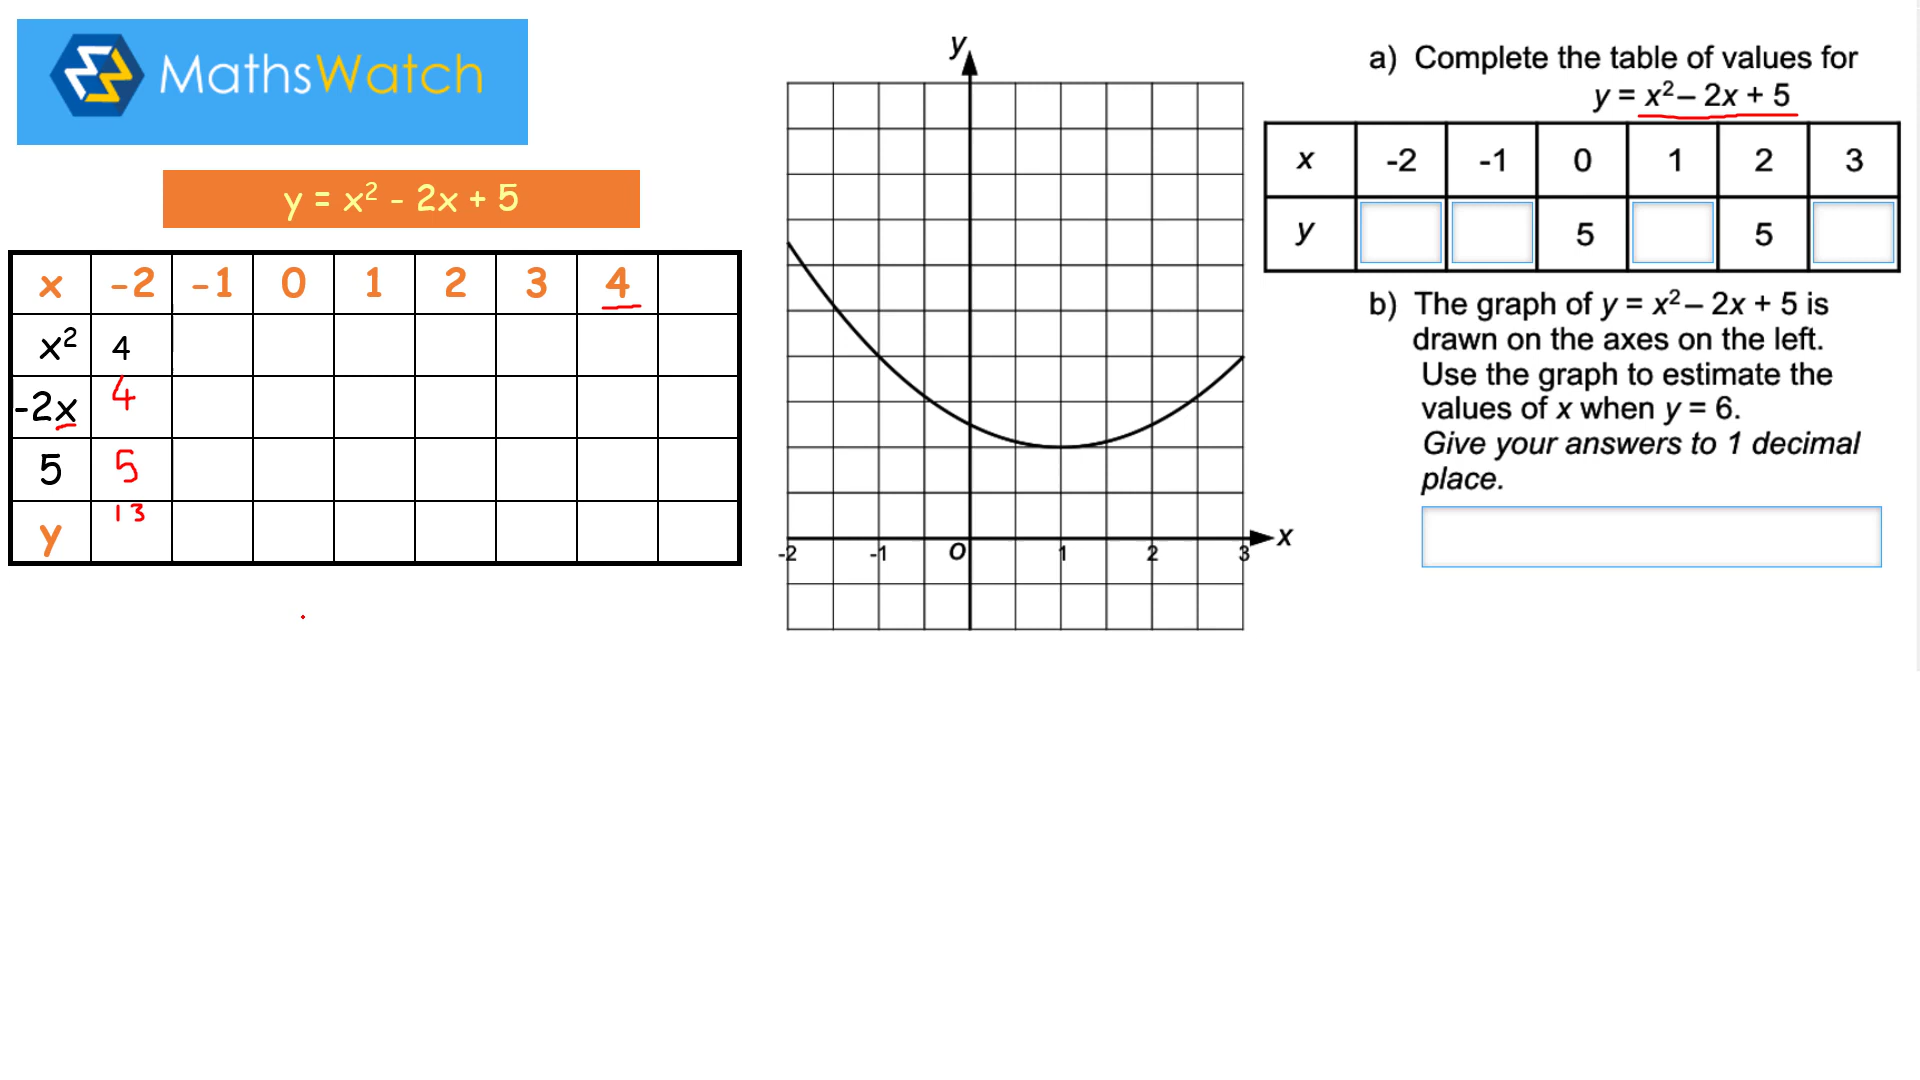 MathsWatch
y = x² - 2x + 5
x -2 -1 0 1 2 3 4
x² 4
-2x 4
5 5
y 13
y
x
-2 -1 O 1 2 3
a) Complete the table of values for
y = x² – 2x + 5
x -2 -1 0 1 2 3
y 5 5
b) The graph of y = x² – 2x + 5 is
drawn on the axes on the left.
Use the graph to estimate the
values of x when y = 6.
Give your answers to 1 decimal
place.